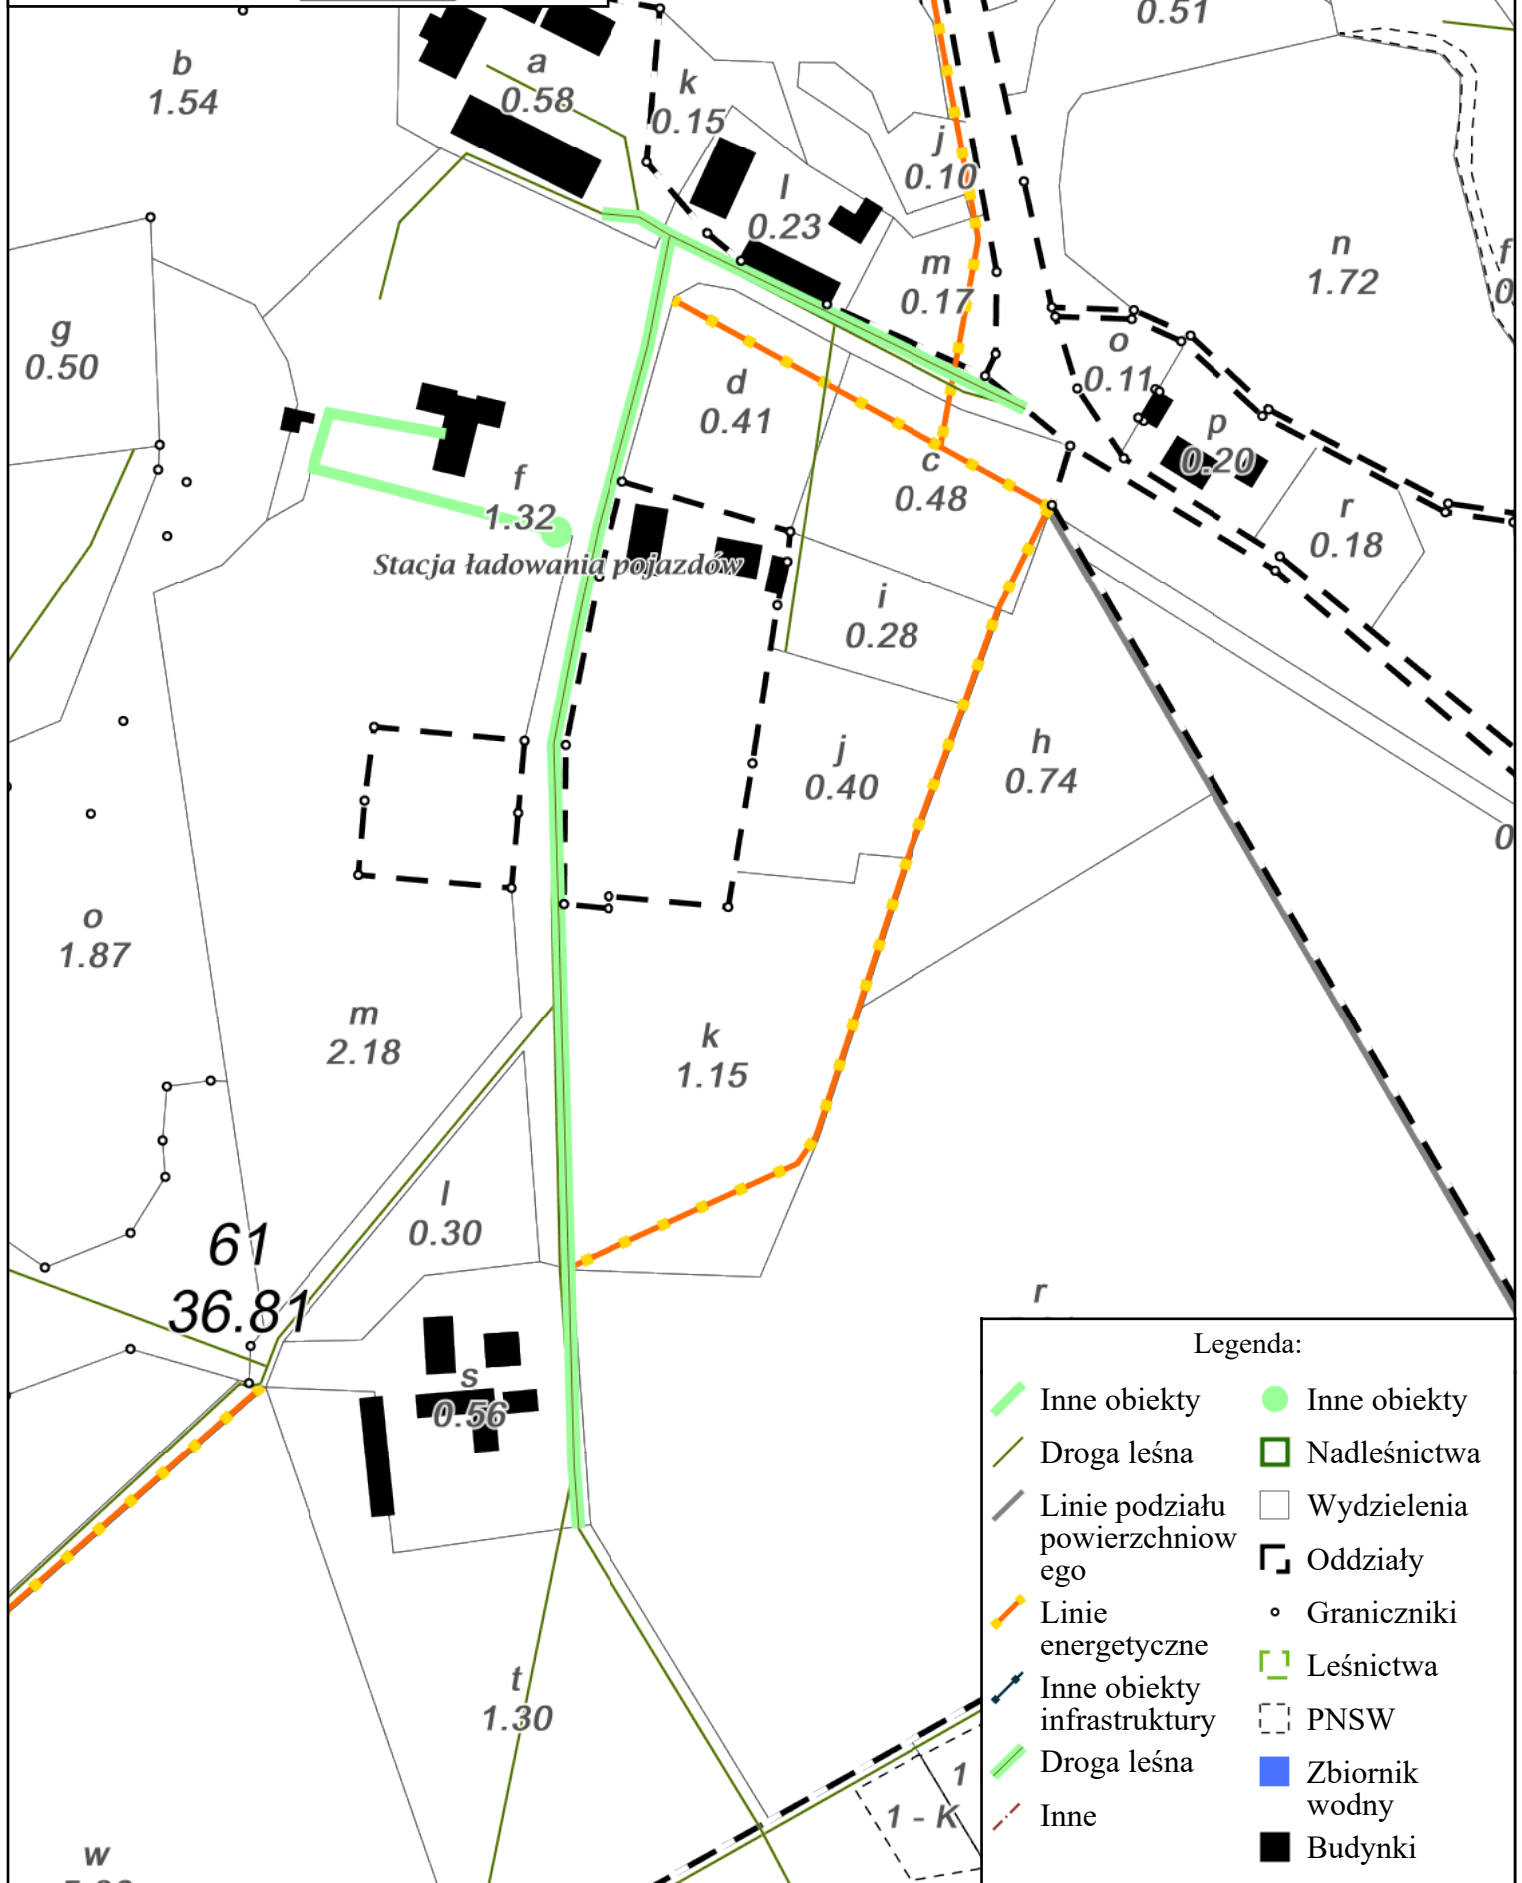 0.51
b
1.54
a
0.58
k
0.15
j
0.10
l
0.23
m
0.17
n
1.72
f
0
g
0.50
o
0.11
d
0.41
p
0.20
c
0.48
f
1.32
r
0.18
Stacja ładowania pojazdów
i
0.28
j
0.40
h
0.74
0
o
1.87
m
2.18
k
1.15
l
0.30
61
36.81
r
s
0.56
t
1.30
1
1 - K
w
Legenda:
Inne obiekty
Droga leśna
Linie podziału
powierzchniow
ego
Linie
energetyczne
Inne obiekty
infrastruktury
Droga leśna
Inne
Inne obiekty
Nadleśnictwa
Wydzielenia
Oddziały
Graniczniki
Leśnictwa
PNSW
Zbiornik
wodny
Budynki